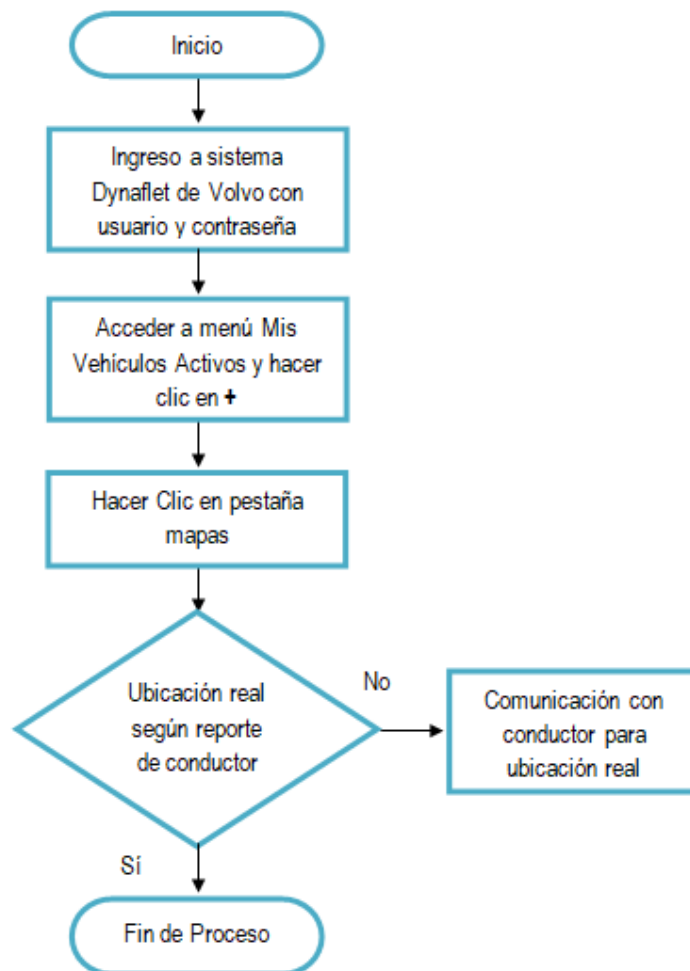 Inicio
Ingreso a sistema
Dynaflet de Volvo con
usuario y contraseña
Acceder a menú Mis
Vehículos Activos y hacer
clic en +
Hacer Clic en pestaña
mapas
Ubicación real
según reporte
de conductor
No
Comunicación con
conductor para
ubicación real
Sí
Fin de Proceso